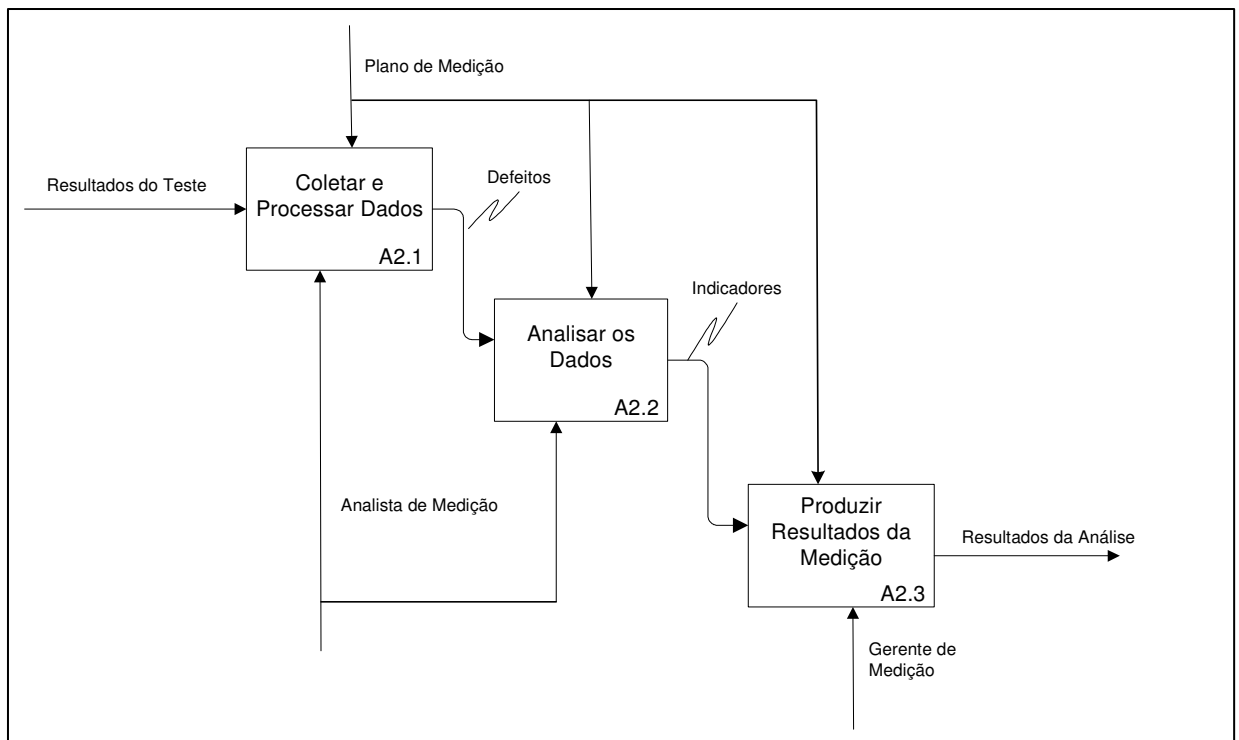 Plano de Medição
Resultados do Teste
Coletar e
Processar Dados
A2.1
Defeitos
Indicadores
Analisar os
Dados
A2.2
Analista de Medição
Produzir
Resultados da
Medição
A2.3
Resultados da Análise
Gerente de
Medição